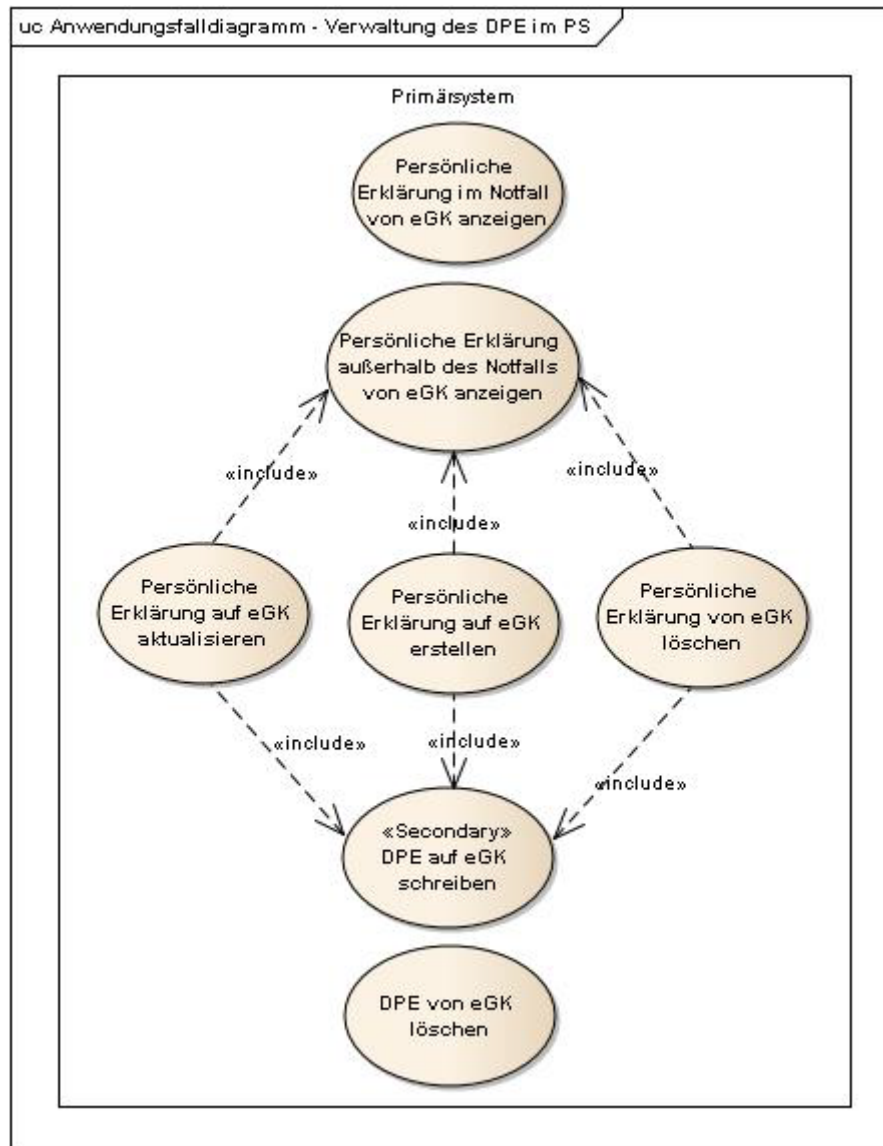 uc Anwendungsfalldiagramm - Verwaltung des DPE im PS
Primärsystem
Persönliche
Erklärung im Notfall
von eGK anzeigen
Persönliche Erklärung
außerhalb des Notfalls
von eGK anzeigen
«include»
«include»
«include»
Persönliche
Erklärung auf eGK
aktualisieren
Persönliche
Erklärung auf eGK
erstellen
Persönliche
Erklärung von eGK
löschen
«include»
«include»
«include»
«Secondary»
DPE auf eGK
schreiben
DPE von eGK
löschen